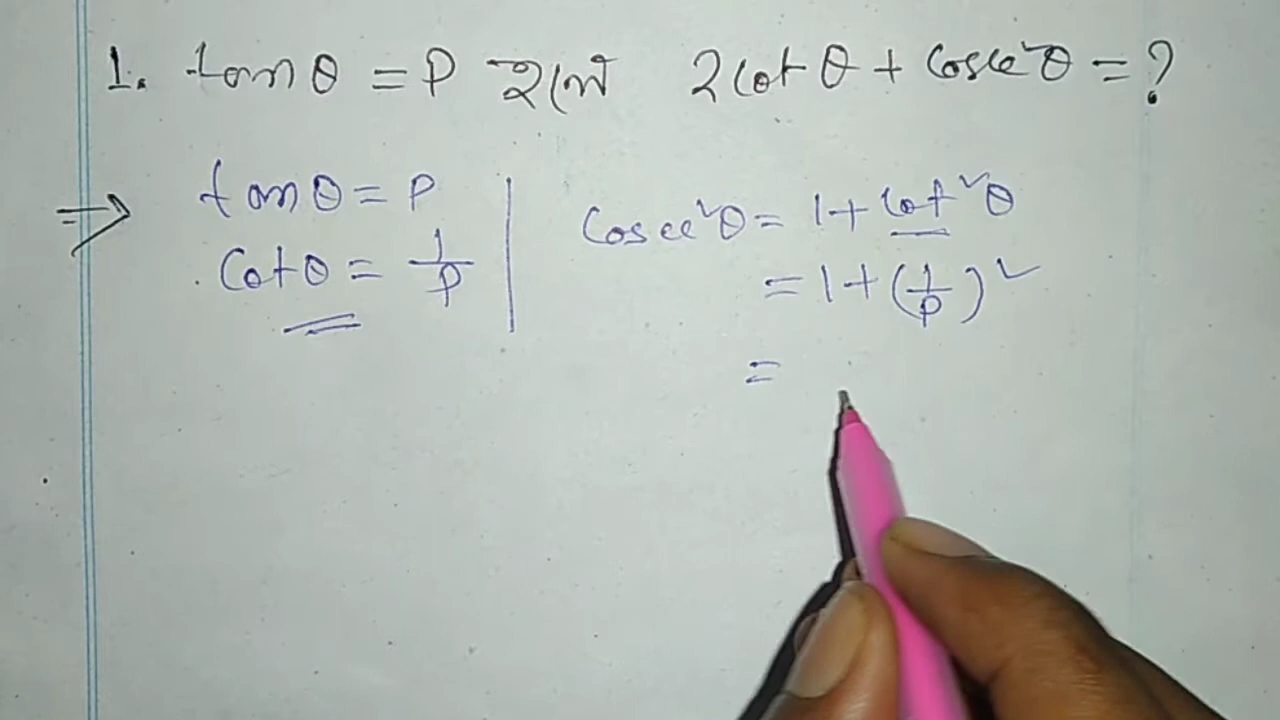 1. tanθ = P হলে 2cotθ + cosec²θ = ?
⇒ tanθ = P
cotθ = 1/P
cosec²θ = 1 + cot²θ
= 1 + (1/P)²
=